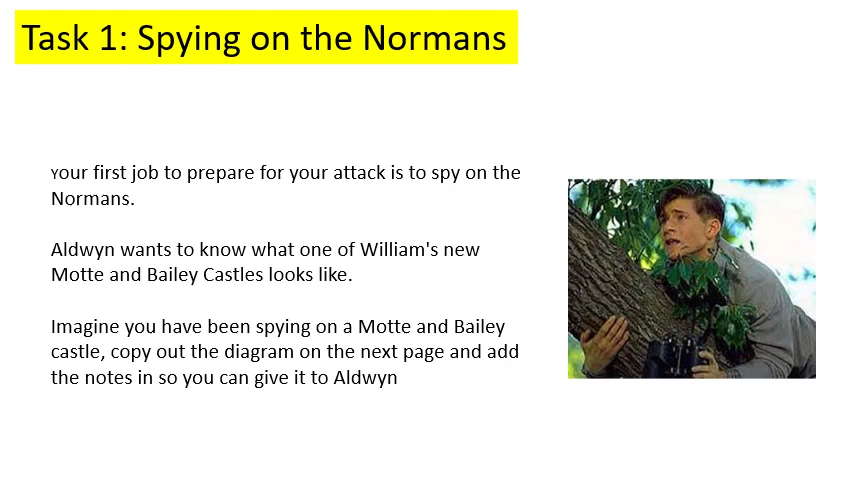 Task 1: Spying on the Normans
Your first job to prepare for your attack is to spy on the
Normans.
Aldwyn wants to know what one of William's new
Motte and Bailey Castles looks like.
Imagine you have been spying on a Motte and Bailey
castle, copy out the diagram on the next page and add
the notes in so you can give it to Aldwyn